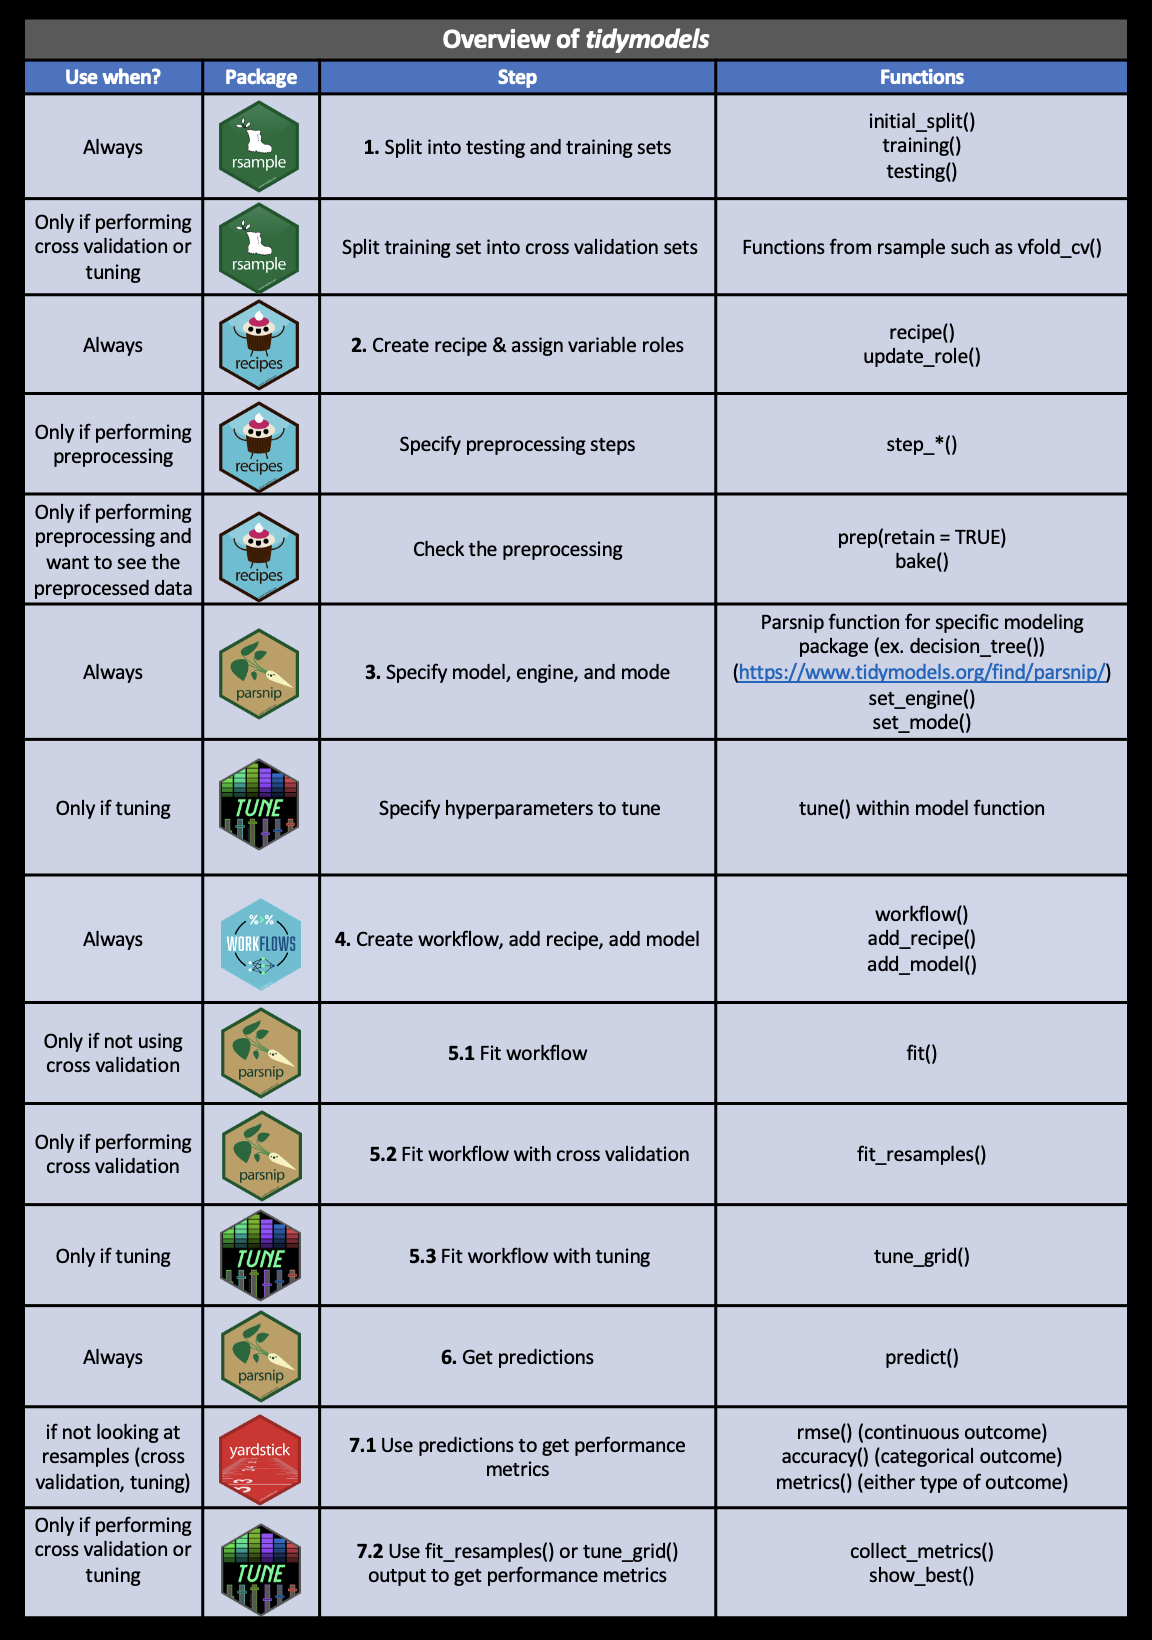 Overview of tidymodels
Use when? Package Step Functions
Always
rsample
1. Split into testing and training sets
initial_split()
training()
testing()
Only if performing
cross validation or
tuning
rsample
Split training set into cross validation sets
Functions from rsample such as vfold_cv()
Always
recipes
2. Create recipe & assign variable roles
recipe()
update_role()
Only if performing
preprocessing
recipes
Specify preprocessing steps
step_*()
Only if performing
preprocessing and
want to see the
preprocessed data
recipes
Check the preprocessing
prep(retain = TRUE)
bake()
Always
parsnip
3. Specify model, engine, and mode
Parsnip function for specific modeling
package (ex. decision_tree())
(https://www.tidymodels.org/find/parsnip/)
set_engine()
set_mode()
Only if tuning
TUNE
Specify hyperparameters to tune
tune() within model function
Always
%>%
WORKFLOWS
4. Create workflow, add recipe, add model
workflow()
add_recipe()
add_model()
Only if not using
cross validation
parsnip
5.1 Fit workflow
fit()
Only if performing
cross validation
parsnip
5.2 Fit workflow with cross validation
fit_resamples()
Only if tuning
TUNE
5.3 Fit workflow with tuning
tune_grid()
Always
parsnip
6. Get predictions
predict()
if not looking at
resamples (cross
validation, tuning)
yardstick
7.1 Use predictions to get performance
metrics
rmse() (continuous outcome)
accuracy() (categorical outcome)
metrics() (either type of outcome)
Only if performing
cross validation or
tuning
TUNE
7.2 Use fit_resamples() or tune_grid()
output to get performance metrics
collect_metrics()
show_best()